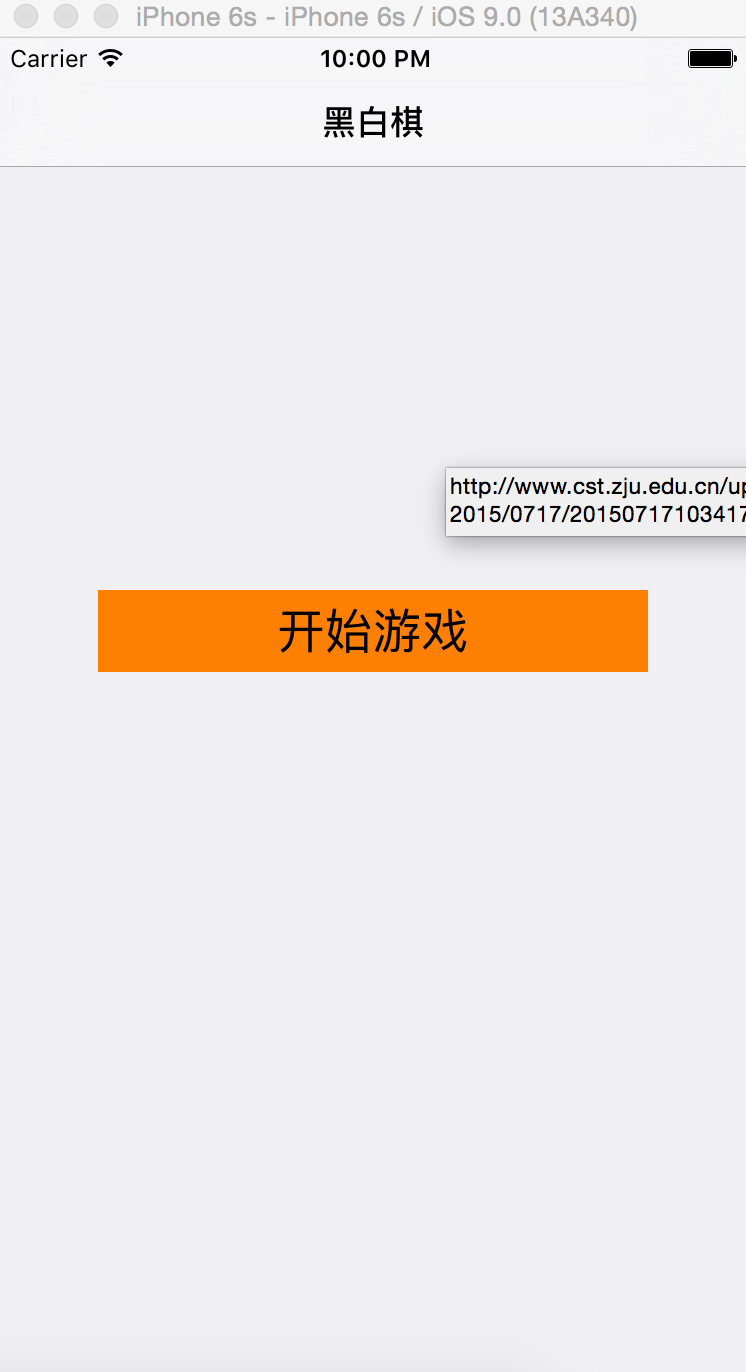 iPhone 6s - iPhone 6s / iOS 9.0 (13A340)
Carrier 10:00 PM
黑白棋
http://www.cst.zju.edu.cn/up
2015/0717/20150717103417
开始游戏